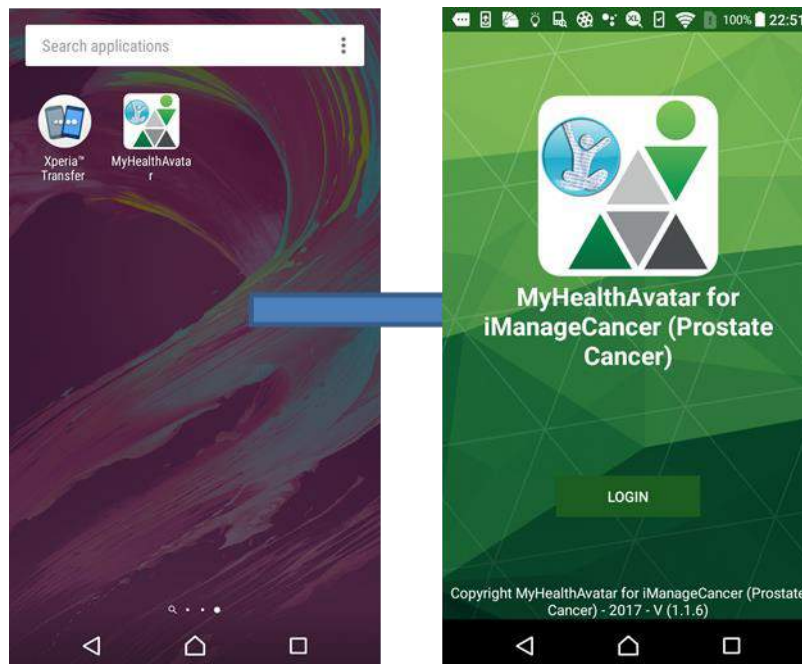 Search applications
Xperia™
Transfer
MyHealthAvata
r
100% 22:51
MyHealthAvatar for
iManageCancer (Prostate
Cancer)
LOGIN
Copyright MyHealthAvatar for iManageCancer (Prostate
Cancer) - 2017 - V (1.1.6)